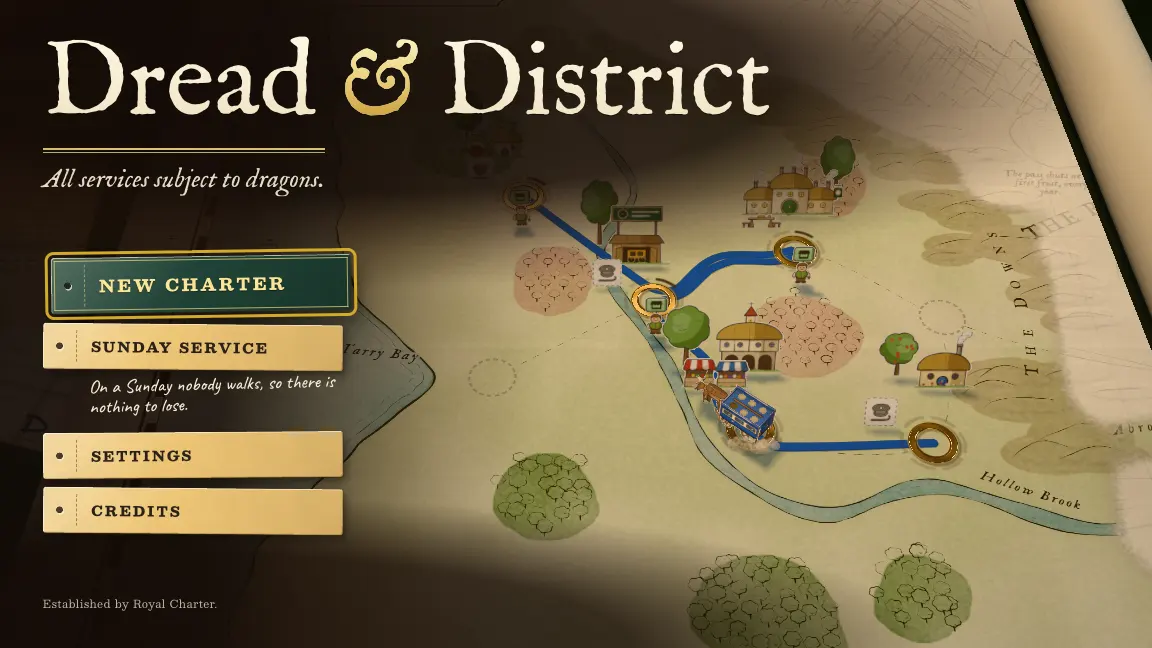 Dread & District
All services subject to dragons.
NEW CHARTER
SUNDAY SERVICE
On a Sunday nobody walks, so there is
nothing to lose.
SETTINGS
CREDITS
Established by Royal Charter.
Tarry Bay
THE DOWNS
Hollow Brook